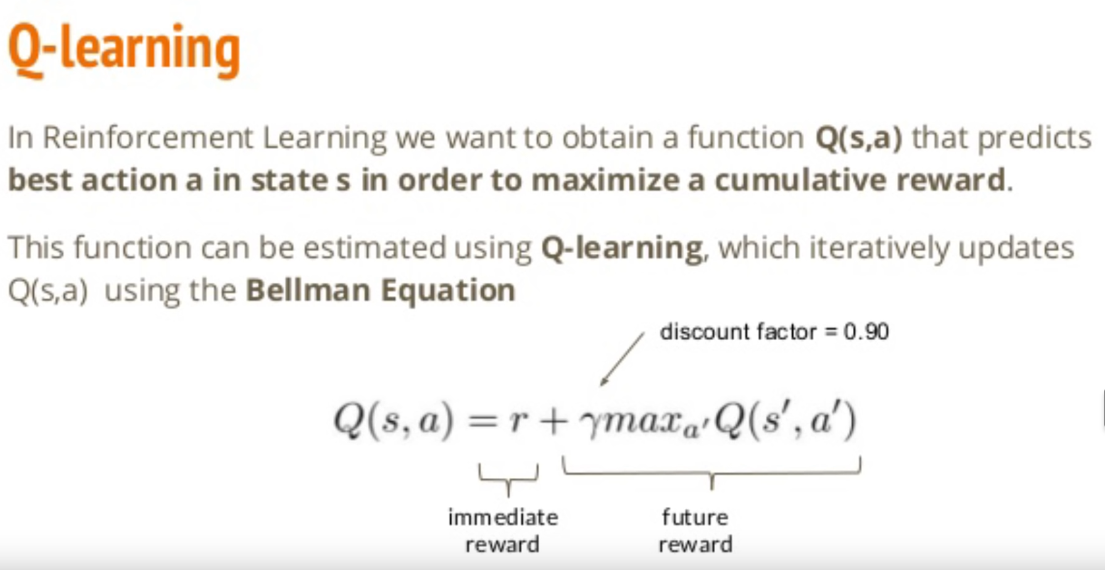 Q-learning
In Reinforcement Learning we want to obtain a function Q(s,a) that predicts
best action a in state s in order to maximize a cumulative reward.
This function can be estimated using Q-learning, which iteratively updates
Q(s,a) using the Bellman Equation
discount factor = 0.90
Q(s, a) = r + γmaxₐ′Q(s′, a′)
immediate
reward
future
reward